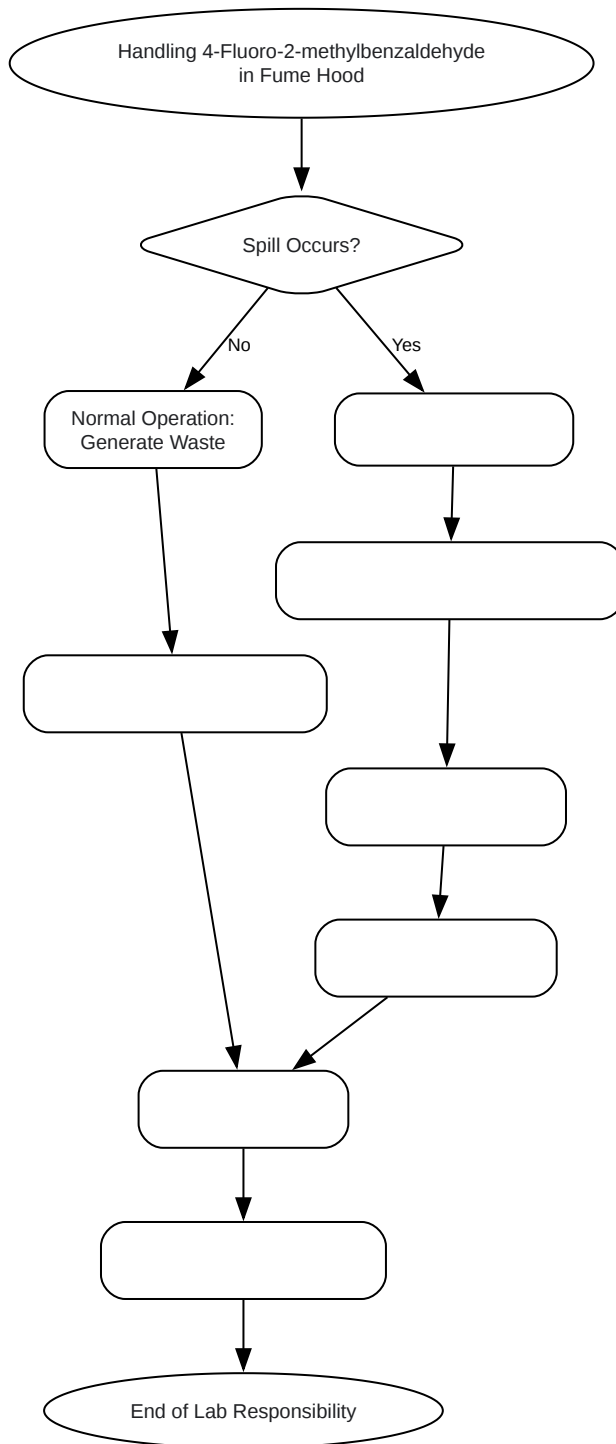 Handling 4-Fluoro-2-methylbenzaldehyde
in Fume Hood
Spill Occurs?
No
Yes
Normal Operation:
Generate Waste
End of Lab Responsibility